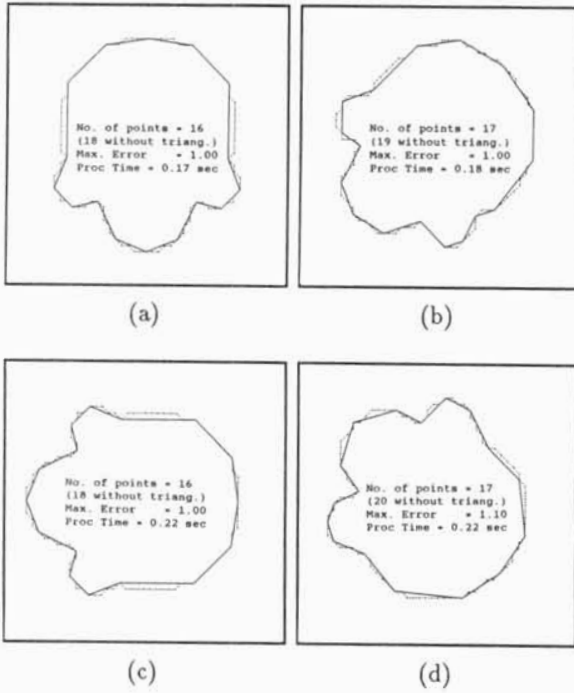 No. of points = 16
(18 without triang.)
Max. Error = 1.00
Proc Time = 0.17 sec
(a)
No. of points = 17
(19 without triang.)
Max. Error = 1.00
Proc Time = 0.18 sec
(b)
No. of points = 16
(18 without triang.)
Max. Error = 1.00
Proc Time = 0.22 sec
(c)
No. of points = 17
(20 without triang.)
Max. Error = 1.10
Proc Time = 0.22 sec
(d)